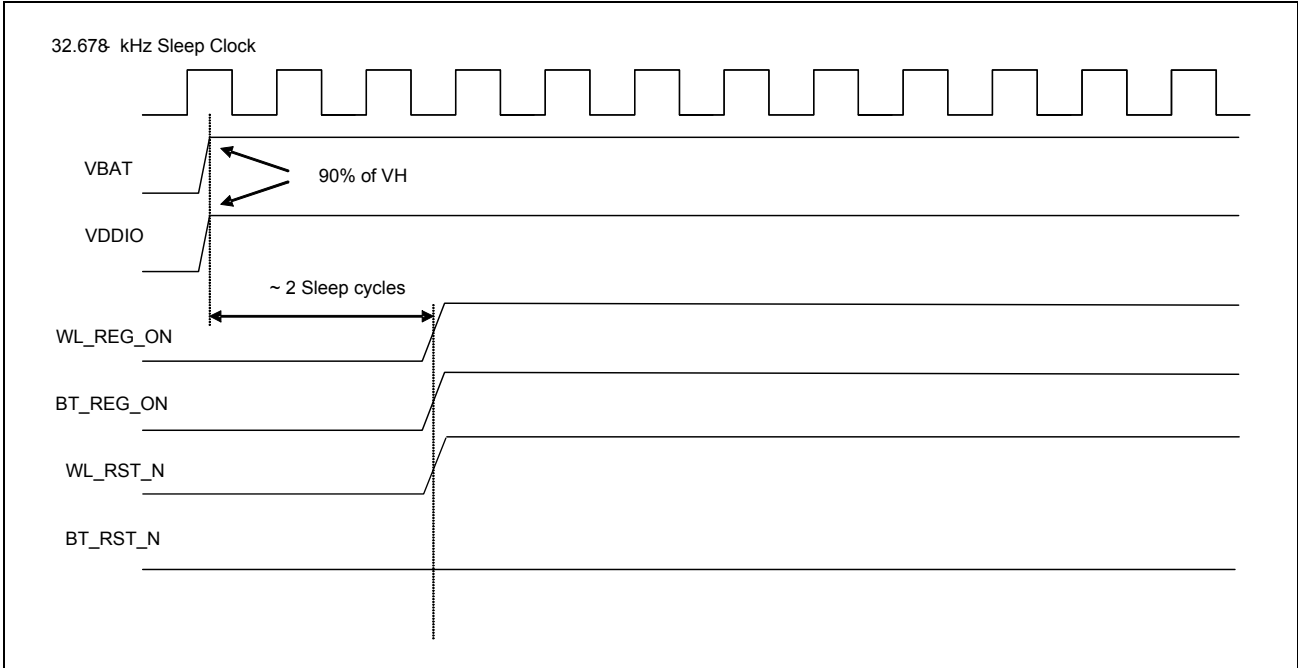 32.678- kHz Sleep Clock
VBAT
90% of VH
VDDIO
~ 2 Sleep cycles
WL_REG_ON
BT_REG_ON
WL_RST_N
BT_RST_N